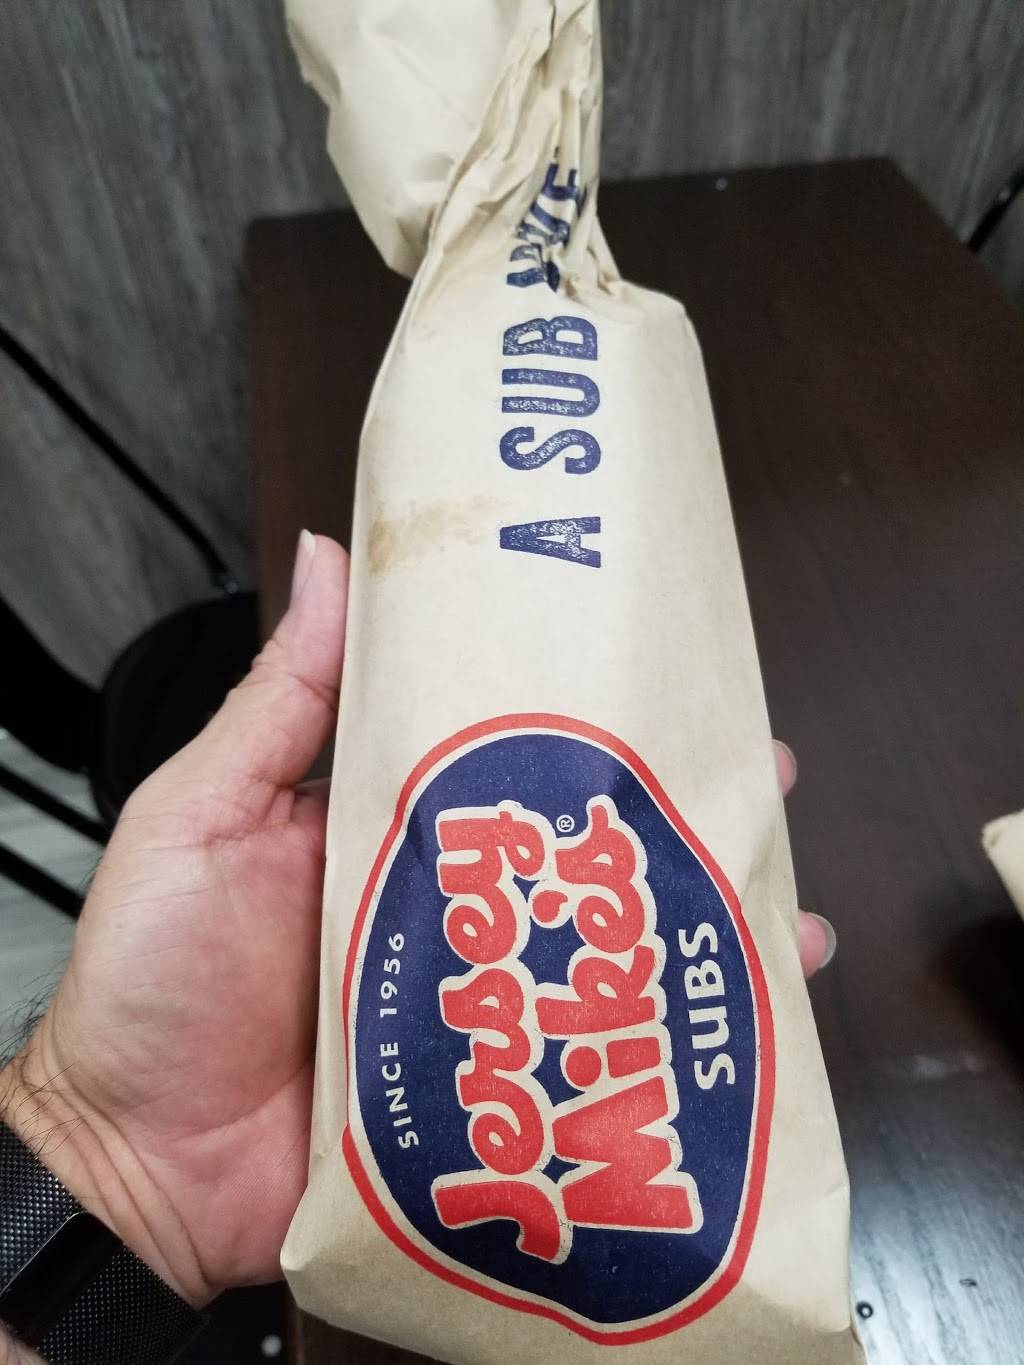 A SUB
SINCE 1956
Jersey
Mike's®
SUBS